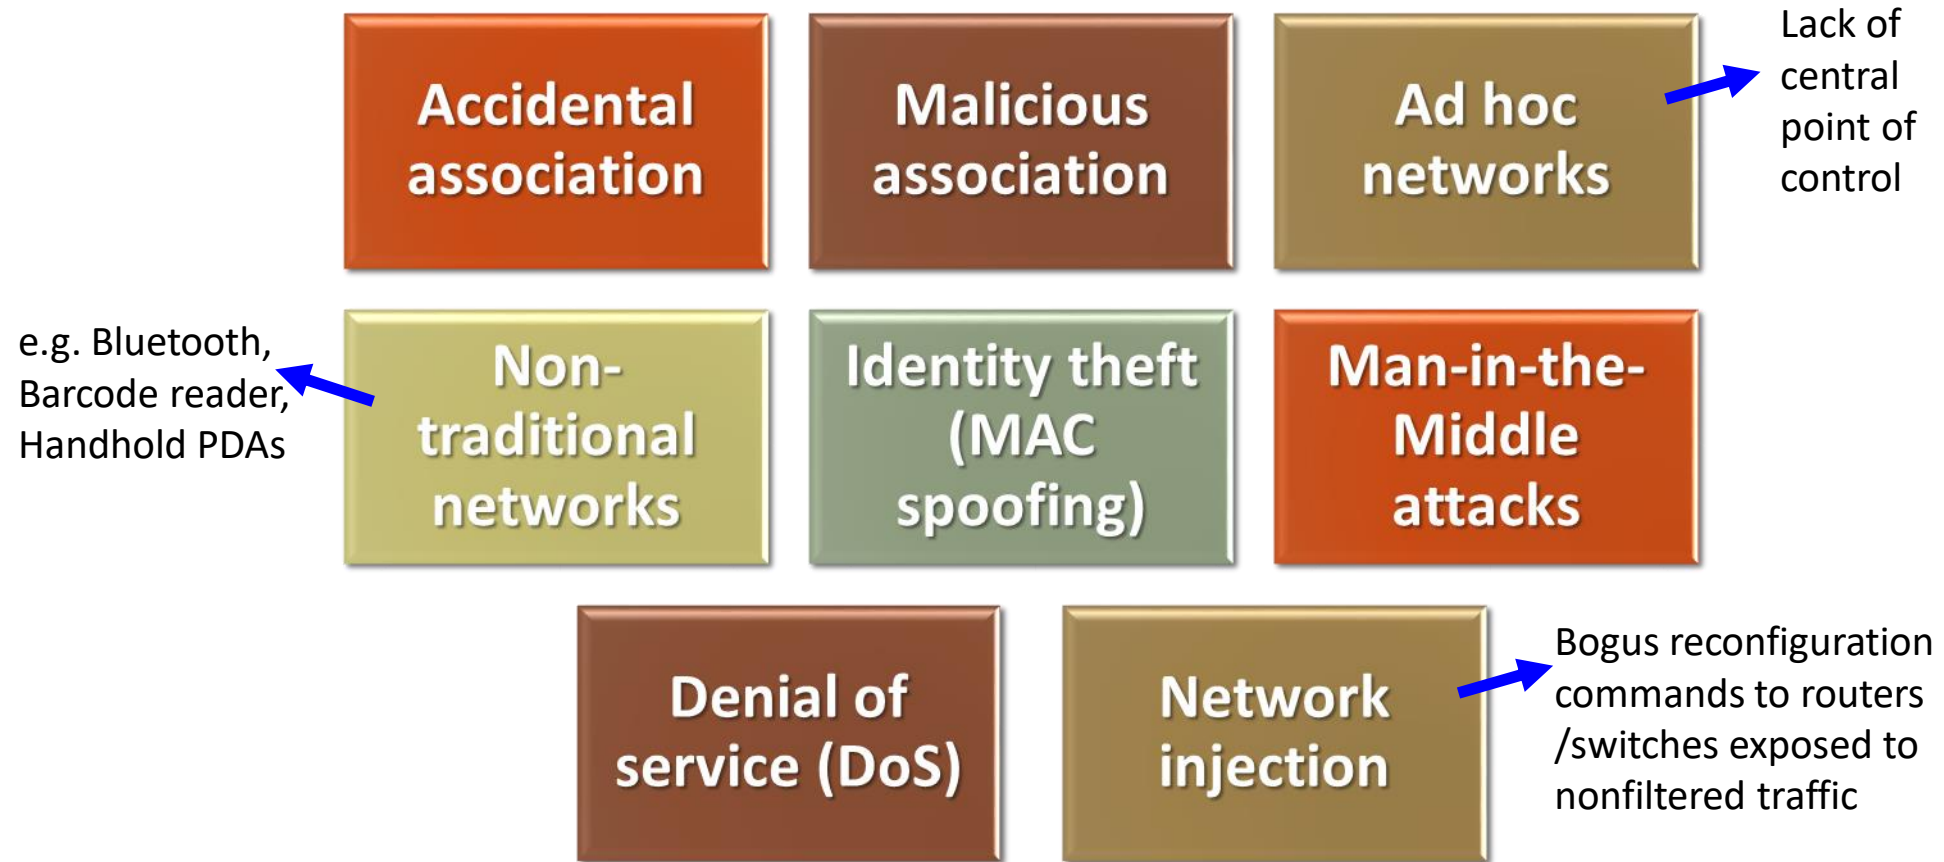 Accidental
association
Malicious
association
Ad hoc
networks
Lack of
central
point of
control
e.g. Bluetooth,
Barcode reader,
Handhold PDAs
Non-
traditional
networks
Identity theft
(MAC
spoofing)
Man-in-the-
Middle
attacks
Denial of
service (DoS)
Network
injection
Bogus reconfiguration
commands to routers
/switches exposed to
nonfiltered traffic